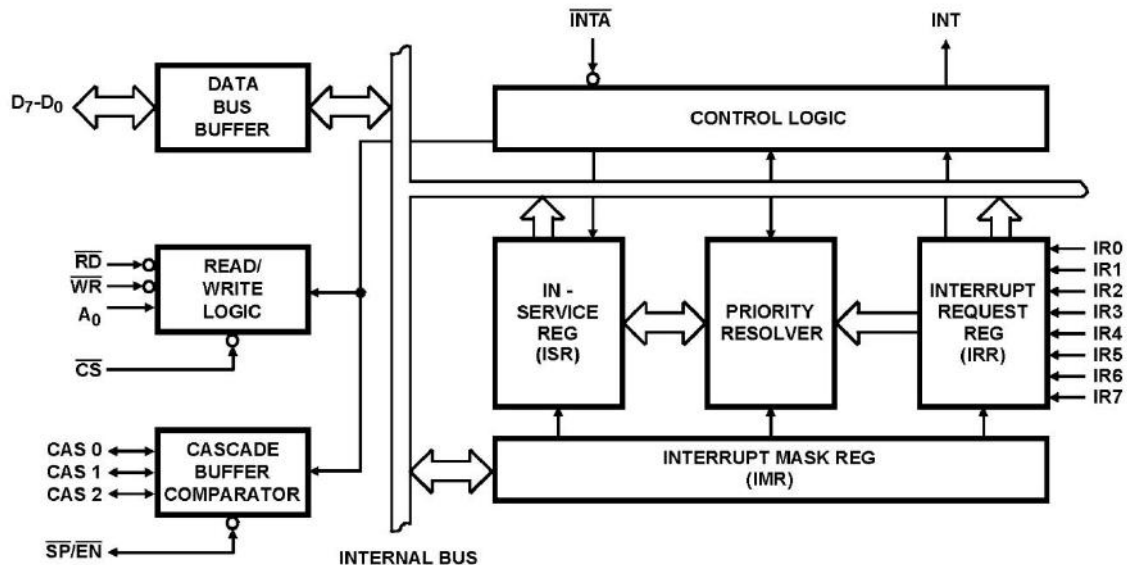 INTA
INT
D7-D0
DATA
BUS
BUFFER
CONTROL LOGIC
RD
WR
A0
CS
READ/
WRITE
LOGIC
IN -
SERVICE
REG
(ISR)
PRIORITY
RESOLVER
INTERRUPT
REQUEST
REG
(IRR)
IR0
IR1
IR2
IR3
IR4
IR5
IR6
IR7
CAS 0
CAS 1
CAS 2
CASCADE
BUFFER
COMPARATOR
SP/EN
INTERRUPT MASK REG
(IMR)
INTERNAL BUS